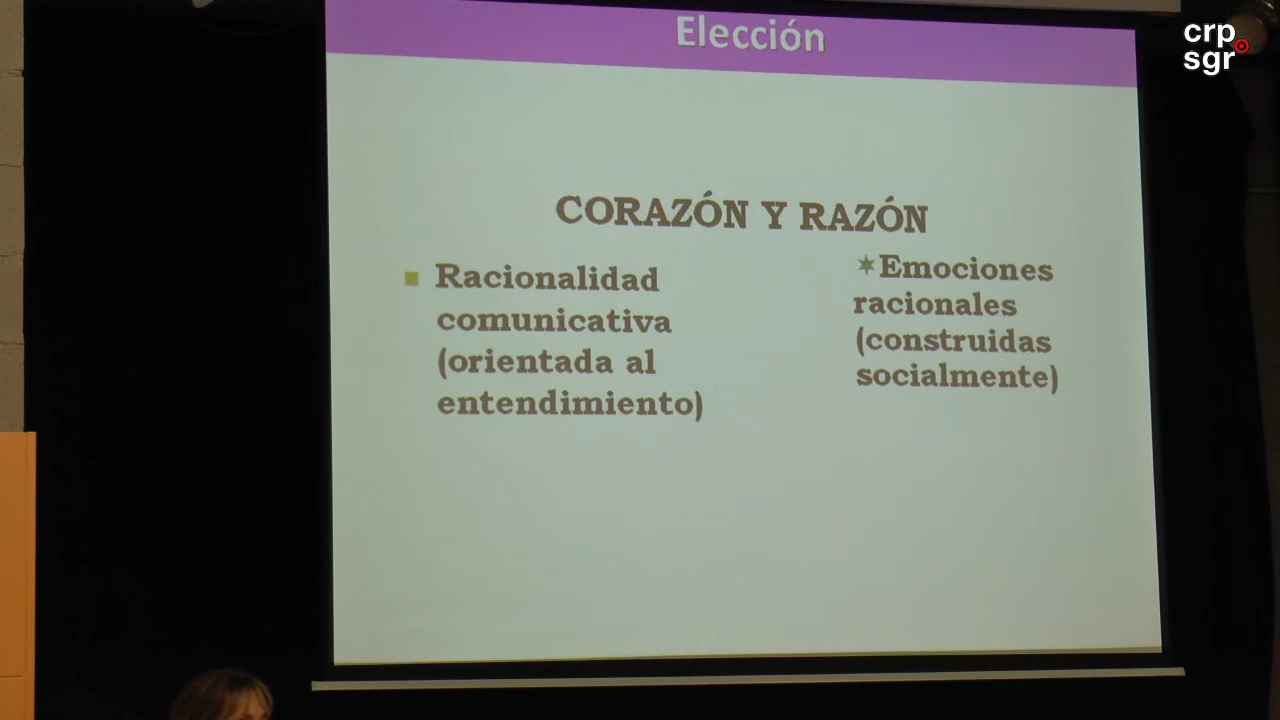 Elección
CORAZÓN Y RAZÓN
Racionalidad
comunicativa
(orientada al
entendimiento)
Emociones
racionales
(construidas
socialmente)
crp
sgr